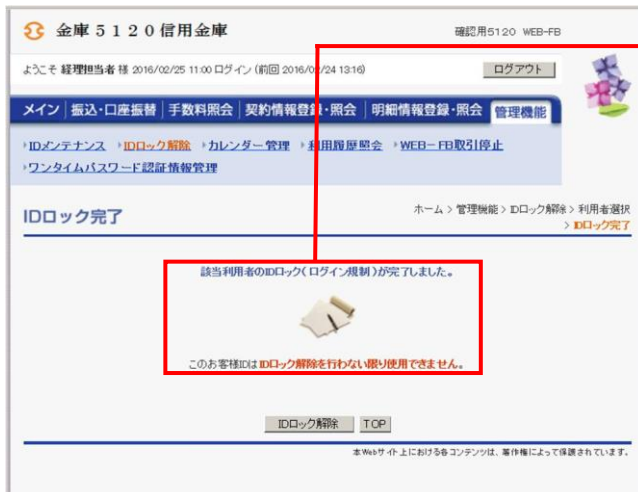 金庫５１２０信用金庫
確認用5120 WEB-FB
ようこそ 経理担当者 様 2016/02/25 11:00 ログイン (前回 2016/02/24 13:16)
ログアウト
メイン 振込・口座振替 手数料照会 契約情報登録・照会 明細情報登録・照会 管理機能
IDメンテナンス IDロック解除 カレンダー管理 利用履歴照会 WEB－FB取引停止
ワンタイムパスワード認証情報管理
IDロック完了
ホーム > 管理機能 > IDロック解除 > 利用者選択
> IDロック完了
該当利用者のIDロック(ログイン規制)が完了しました。
このお客様IDはIDロック解除を行わない限り使用できません。
IDロック解除 TOP
本Webサイト上における各コンテンツは、著作権によって保護されています。